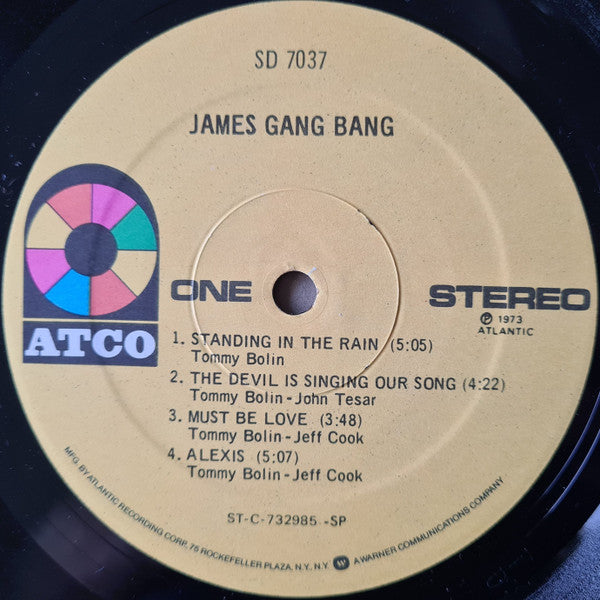 SD 7037
JAMES GANG BANG
ATCO
ONE
STEREO
℗ 1973
ATLANTIC
1. STANDING IN THE RAIN (5:05)
Tommy Bolin
2. THE DEVIL IS SINGING OUR SONG (4:22)
Tommy Bolin-John Tesar
3. MUST BE LOVE (3:48)
Tommy Bolin-Jeff Cook
4. ALEXIS (5:07)
Tommy Bolin-Jeff Cook
ST-C-732985 -SP
MFG. BY ATLANTIC RECORDING CORP. 75 ROCKEFELLER PLAZA, N.Y., N.Y. W A WARNER COMMUNICATIONS COMPANY